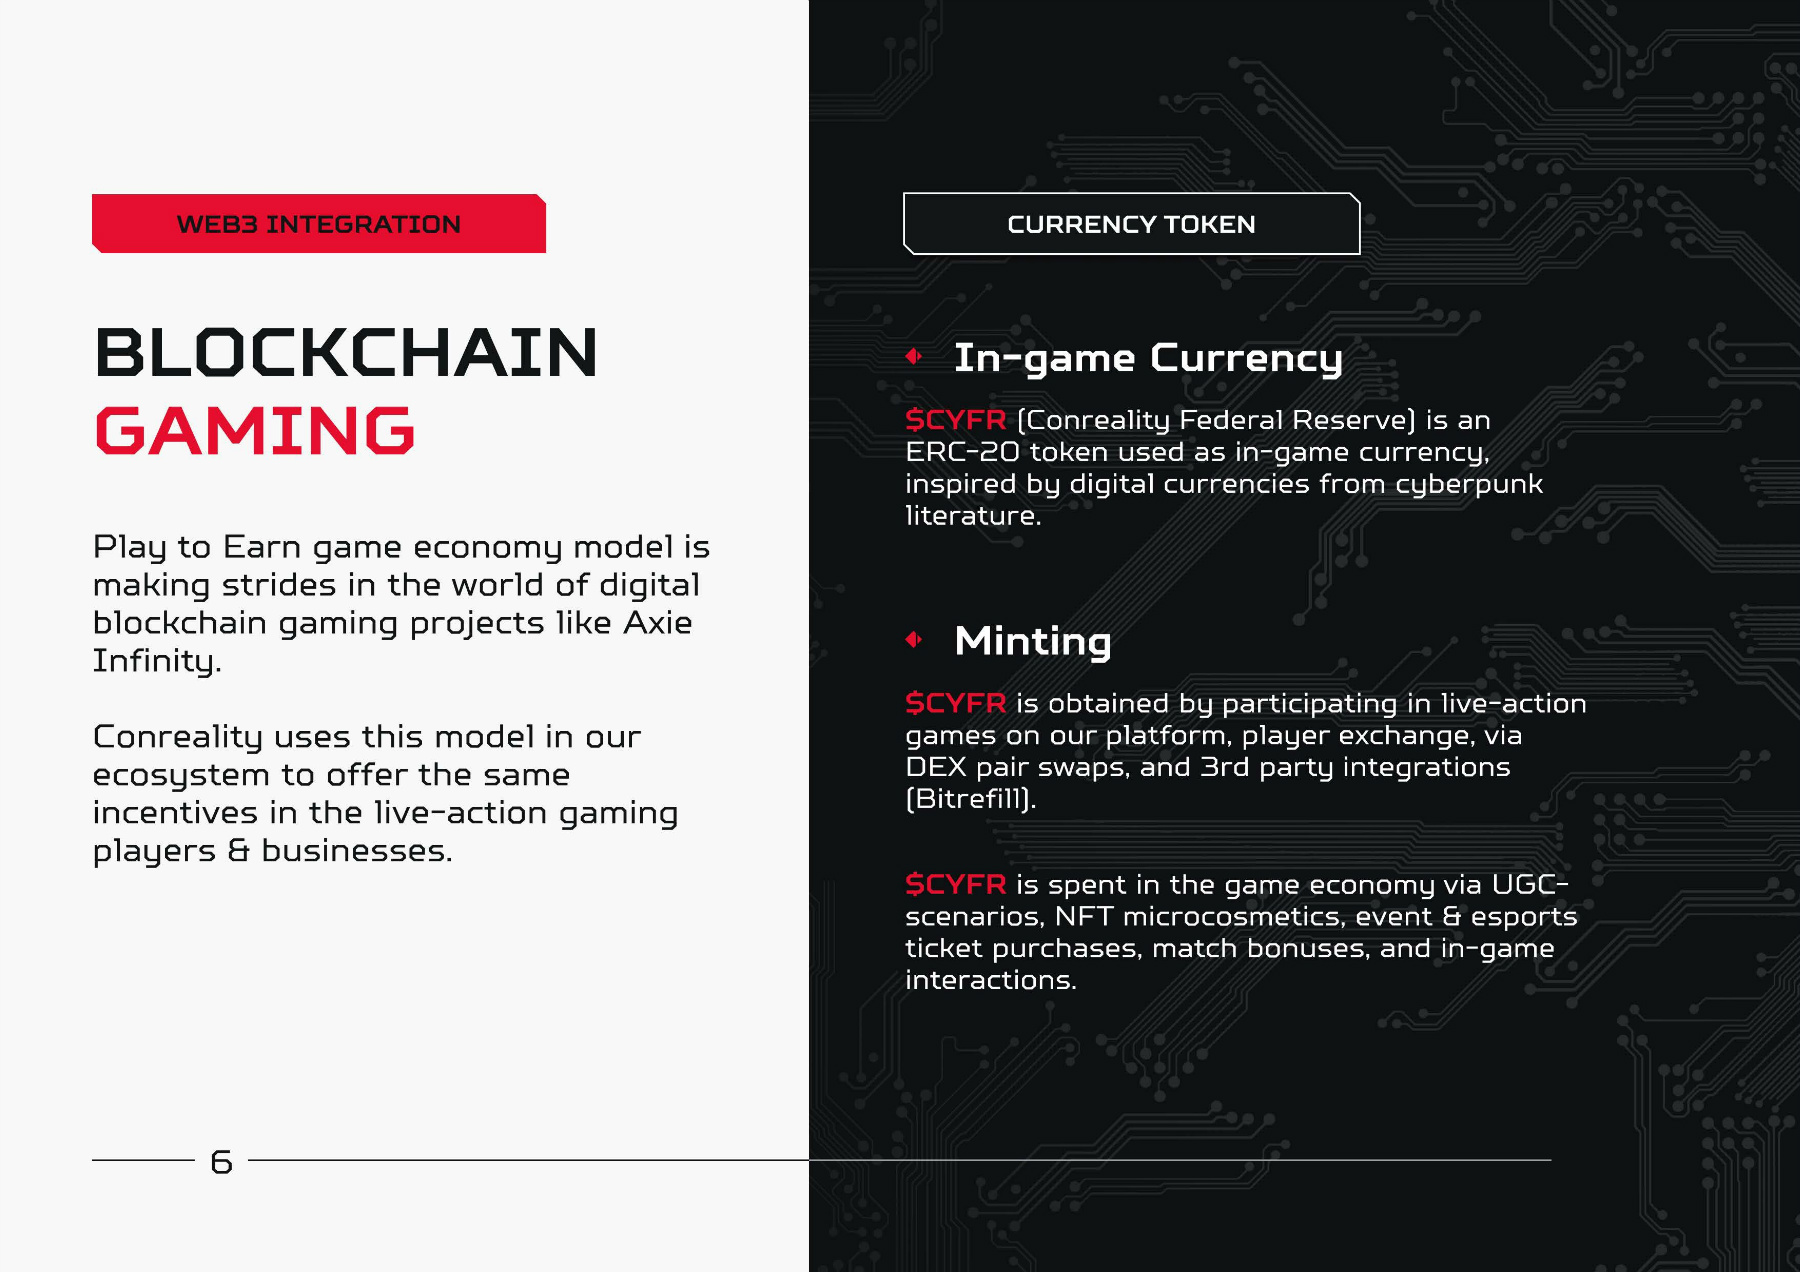 WEB3 INTEGRATION
BLOCKCHAIN
GAMING
Play to Earn game economy model is
making strides in the world of digital
blockchain gaming projects like Axie
Infinity.
Conreality uses this model in our
ecosystem to offer the same
incentives in the live-action gaming
players & businesses.
6
CURRENCY TOKEN
In-game Currency
$CYFR (Conreality Federal Reserve) is an
ERC-20 token used as in-game currency,
inspired by digital currencies from cyberpunk
literature.
Minting
$CYFR is obtained by participating in live-action
games on our platform, player exchange, via
DEX pair swaps, and 3rd party integrations
(Bitrefill).
$CYFR is spent in the game economy via UGC-
scenarios, NFT microcosmetics, event & esports
ticket purchases, match bonuses, and in-game
interactions.